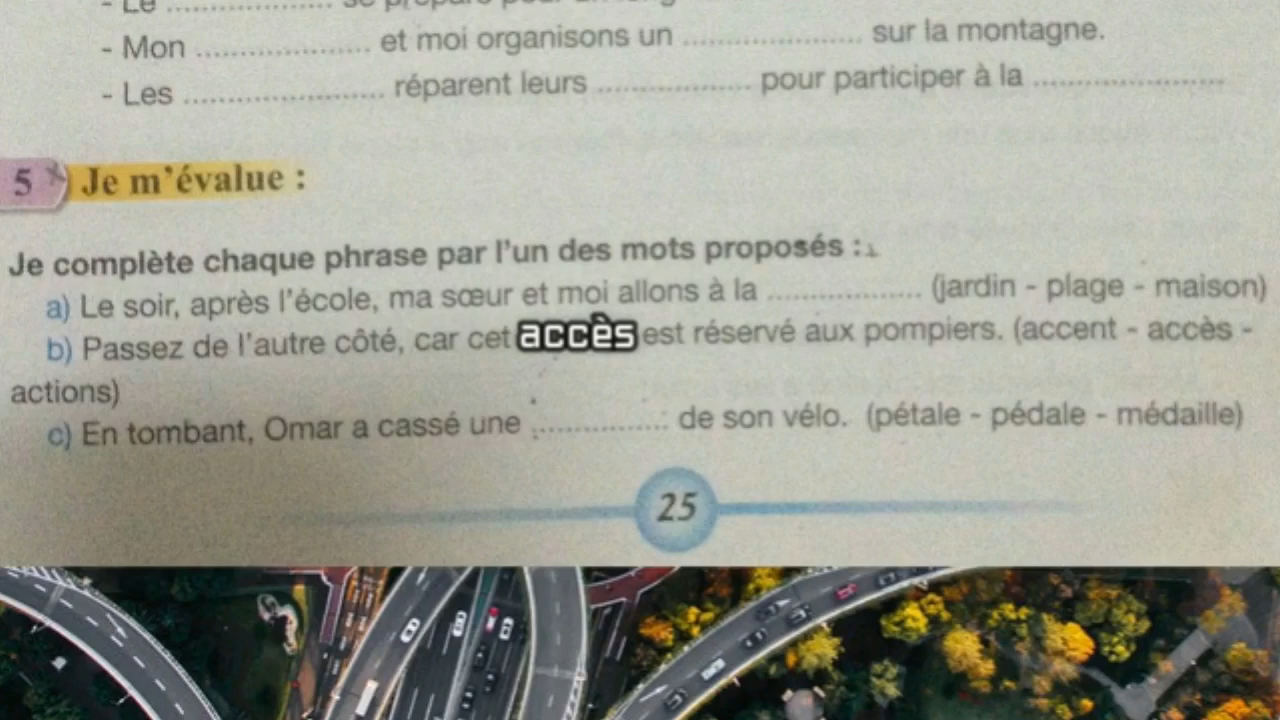 - Le ...................
- Mon .................... et moi organisons un .................... sur la montagne.
- Les ....................... réparent leurs .................. pour participer à la ......................
5 Je m'évalue :
Je complète chaque phrase par l'un des mots proposés :
a) Le soir, après l'école, ma sœur et moi allons à la .................. (jardin - plage - maison)
b) Passez de l'autre côté, car cet accès est réservé aux pompiers. (accent - accès -
actions)
c) En tombant, Omar a cassé une ................ de son vélo. (pétale - pédale - médaille)
25